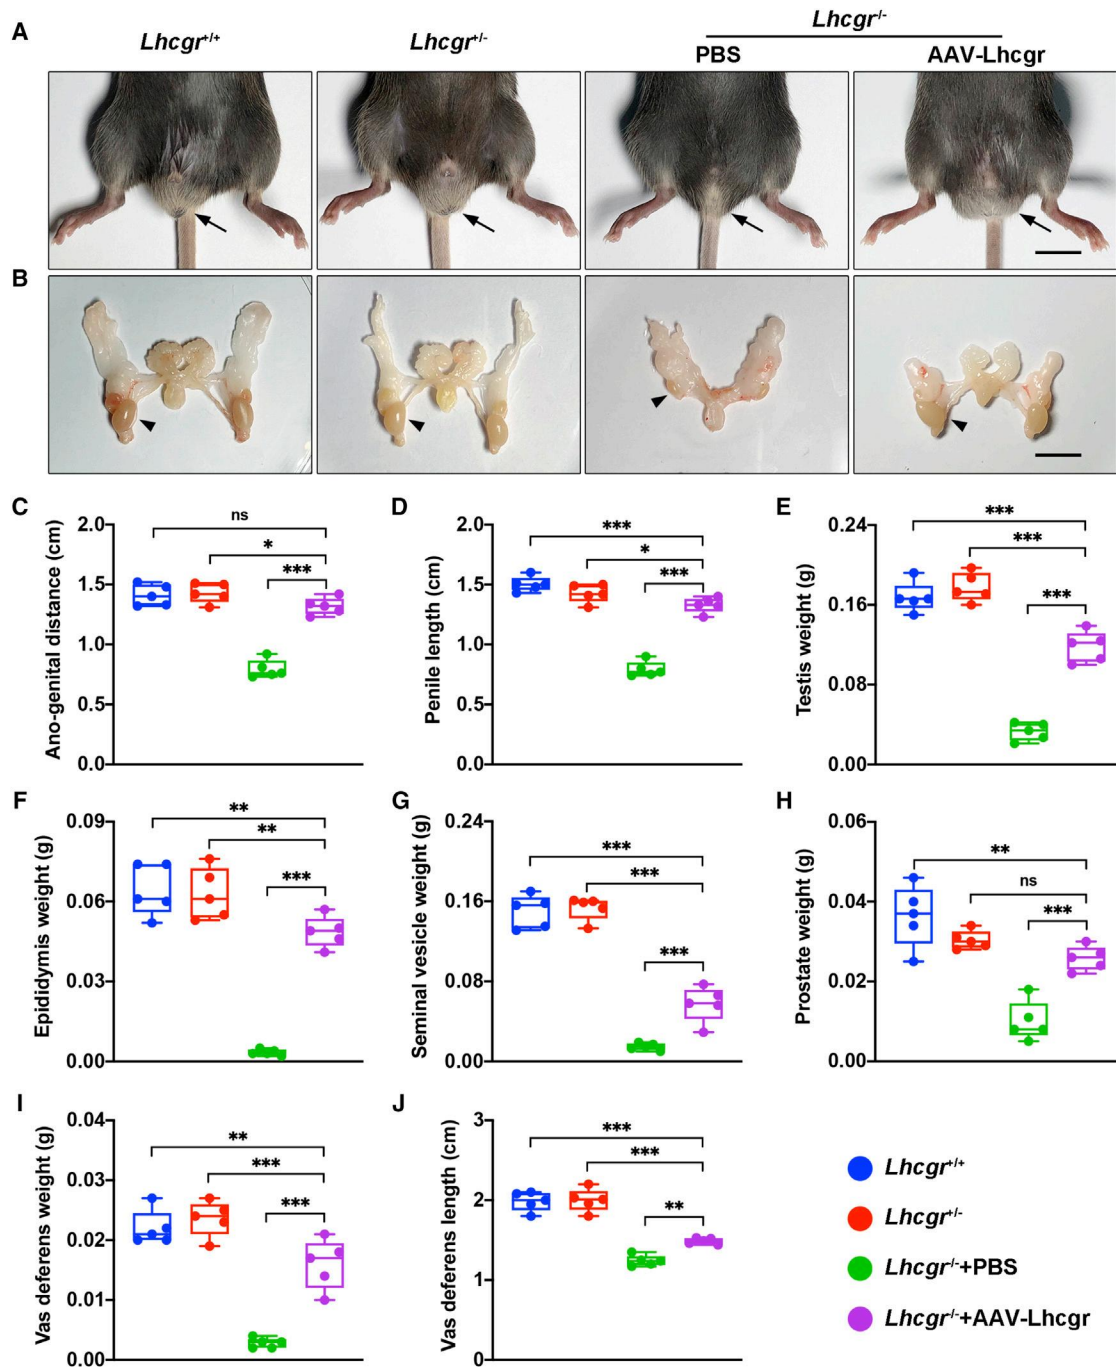 A
Lhcgr+/+
Lhcgr+/-
Lhcgr-/-
PBS
AAV-Lhcgr
B
C
Ano-genital distance (cm)
2.0
1.5
1.0
0.5
0.0
ns
*
***
D
Penile length (cm)
2.0
1.5
1.0
0.5
0.0
***
*
***
E
Testis weight (g)
0.24
0.16
0.08
0.00
***
***
***
F
Epididymis weight (g)
0.09
0.06
0.03
0.00
**
**
***
G
Seminal vesicle weight (g)
0.24
0.16
0.08
0.00
***
***
***
H
Prostate weight (g)
0.06
0.04
0.02
0.00
**
ns
***
I
Vas deferens weight (g)
0.04
0.03
0.02
0.01
0.00
**
***
***
J
Vas deferens length (cm)
3
2
1
0
***
***
**
Lhcgr+/+
Lhcgr+/-
Lhcgr-/-+PBS
Lhcgr-/-+AAV-Lhcgr